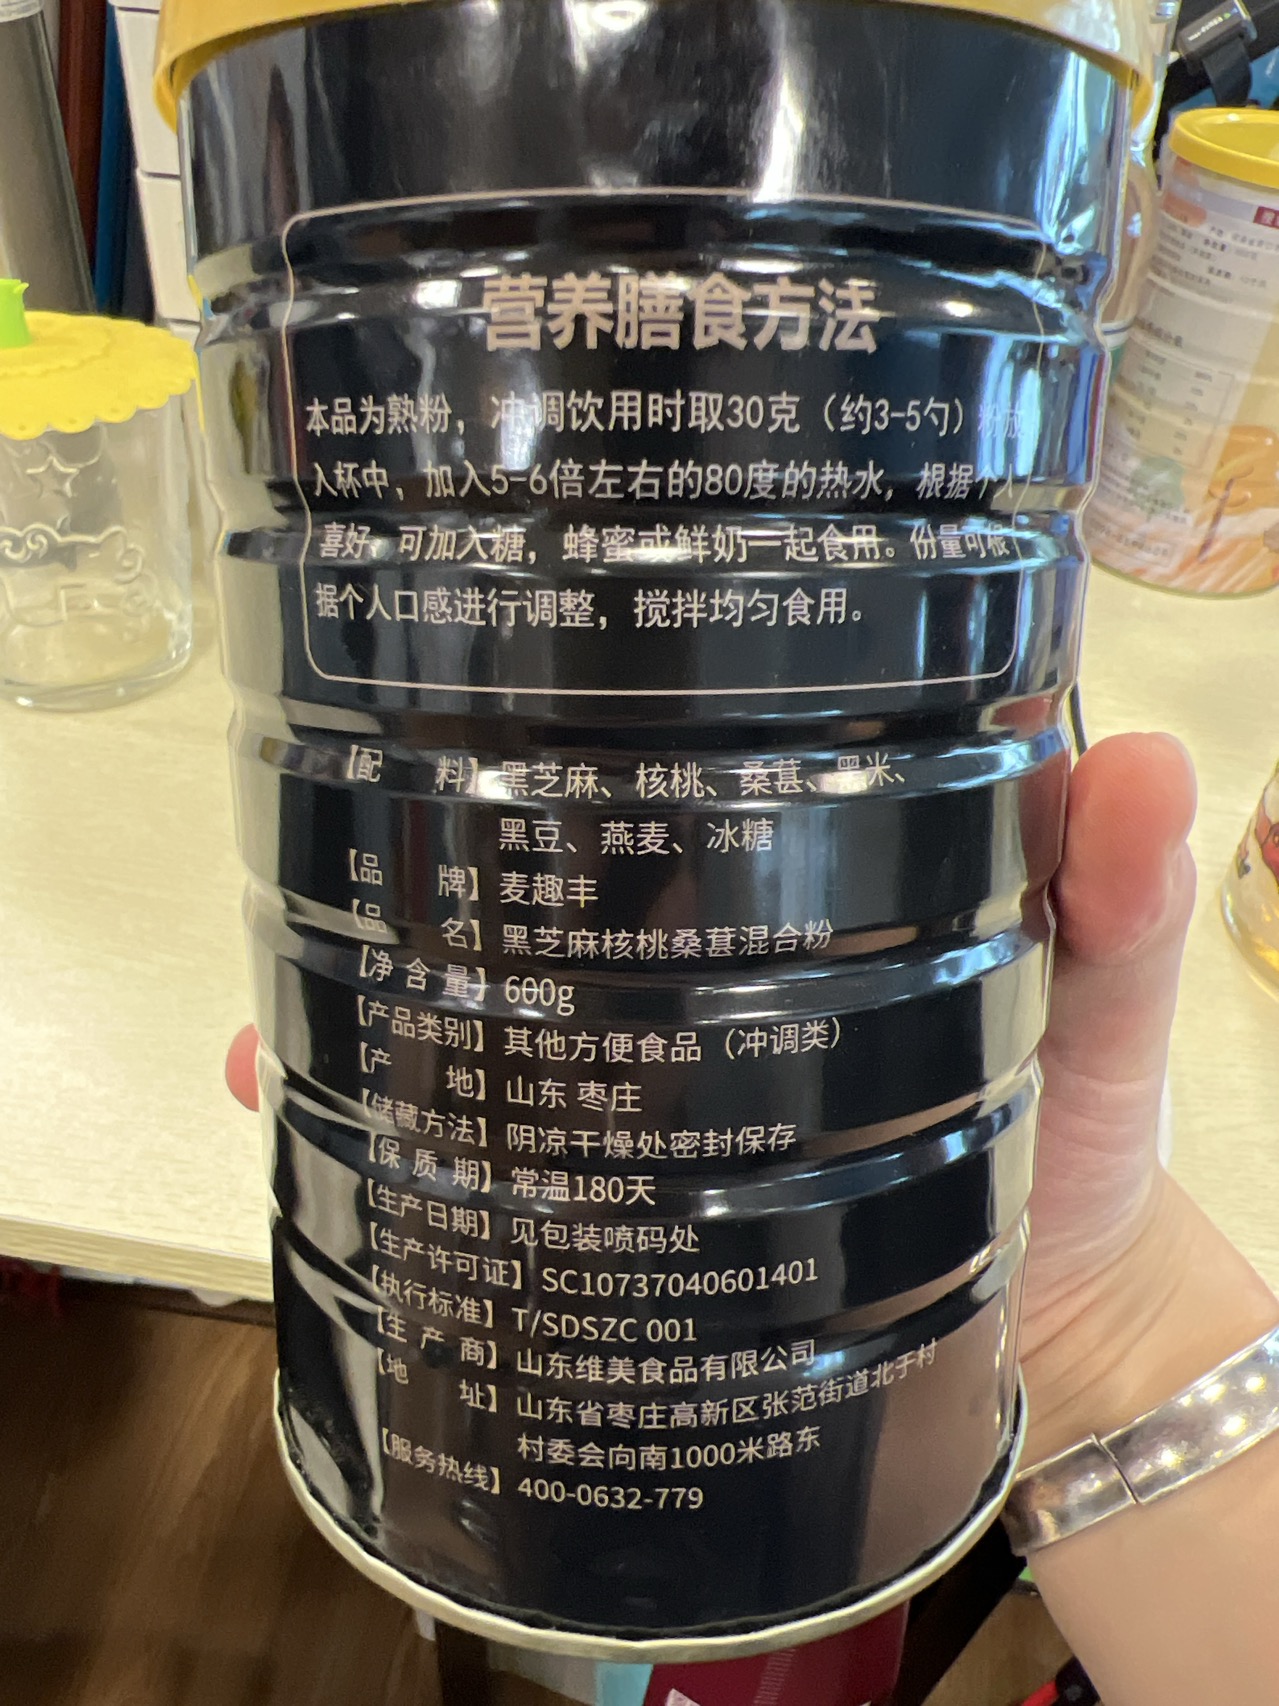 营养膳食方法
本品为熟粉，冲调饮用时取30克（约3-5勺）粉放
入杯中，加入5-6倍左右的80度的热水，根据个人
喜好，可加入糖，蜂蜜或鲜奶一起食用。份量可根
据个人口感进行调整，搅拌均匀食用。
【配 料】黑芝麻、核桃、桑葚、黑米、
黑豆、燕麦、冰糖
【品 牌】麦趣丰
【品 名】黑芝麻核桃桑葚混合粉
【净 含 量】600g
【产品类别】其他方便食品（冲调类）
【产 地】山东 枣庄
【储藏方法】阴凉干燥处密封保存
【保 质 期】常温180天
【生产日期】见包装喷码处
【生产许可证】SC10737040601401
【执行标准】T/SDSZC 001
【生 产 商】山东维美食品有限公司
【地 址】山东省枣庄高新区张范街道北于村
村委会向南1000米路东
【服务热线】400-0632-779